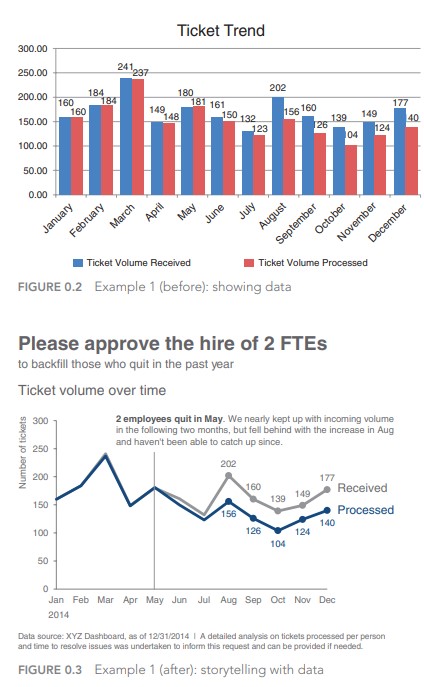 Ticket Trend
300.00
250.00
200.00
150.00
100.00
50.00
0.00
160 160
184 184
241 237
149 148
180 181
161 150
132 123
202 156
160 126
139 104
149 124
177 140
January February March April May June July August September October November December
Ticket Volume Received Ticket Volume Processed
FIGURE 0.2 Example 1 (before): showing data
Please approve the hire of 2 FTEs
to backfill those who quit in the past year
Ticket volume over time
Number of tickets
300
250
200
150
100
50
0
2 employees quit in May. We nearly kept up with incoming volume
in the following two months, but fell behind with the increase in Aug
and haven't been able to catch up since.
202 160 139 149 177
Received
156 126 104 124 140
Processed
Jan Feb Mar Apr May Jun Jul Aug Sep Oct Nov Dec
2014
Data source: XYZ Dashboard, as of 12/31/2014 | A detailed analysis on tickets processed per person
and time to resolve issues was undertaken to inform this request and can be provided if needed.
FIGURE 0.3 Example 1 (after): storytelling with data